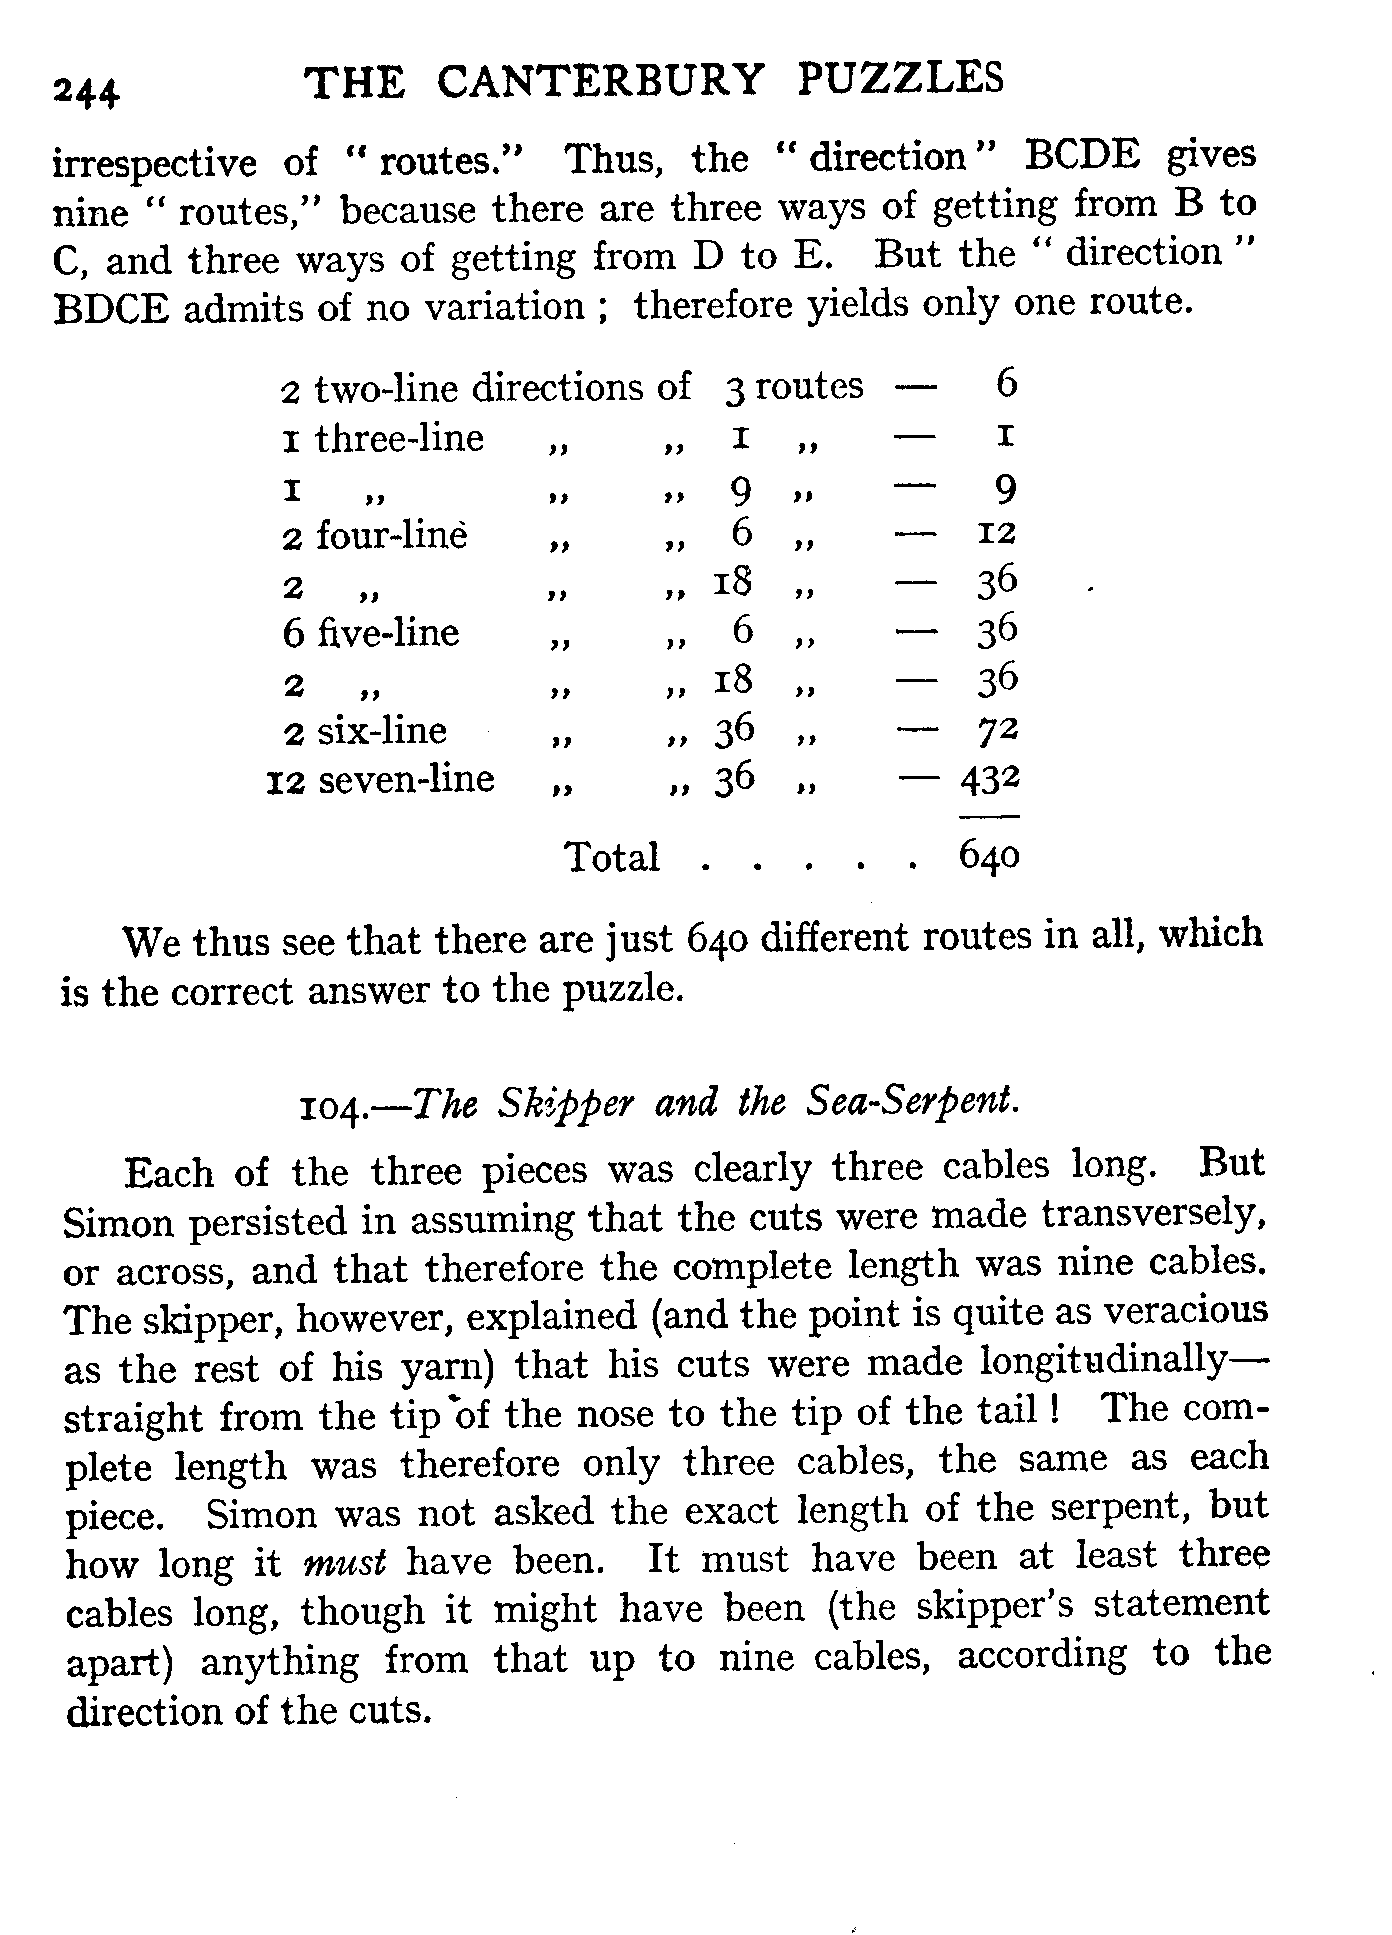 244 THE CANTERBURY PUZZLES
irrespective of " routes." Thus, the " direction " BCDE gives
nine " routes," because there are three ways of getting from B to
C, and three ways of getting from D to E. But the " direction "
BDCE admits of no variation ; therefore yields only one route.
2 two-line directions of 3 routes — 6
1 three-line ,, ,, 1 ,, — 1
1 ,, ,, ,, 9 ,, — 9
2 four-line ,, ,, 6 ,, — 12
2 ,, ,, ,, 18 ,, — 36
6 five-line ,, ,, 6 ,, — 36
2 ,, ,, ,, 18 ,, — 36
2 six-line ,, ,, 36 ,, — 72
12 seven-line ,, ,, 36 ,, — 432
Total . . . . . 640
We thus see that there are just 640 different routes in all, which
is the correct answer to the puzzle.
104.—The Skipper and the Sea-Serpent.
Each of the three pieces was clearly three cables long. But
Simon persisted in assuming that the cuts were made transversely,
or across, and that therefore the complete length was nine cables.
The skipper, however, explained (and the point is quite as veracious
as the rest of his yarn) that his cuts were made longitudinally—
straight from the tip of the nose to the tip of the tail ! The com-
plete length was therefore only three cables, the same as each
piece. Simon was not asked the exact length of the serpent, but
how long it must have been. It must have been at least three
cables long, though it might have been (the skipper's statement
apart) anything from that up to nine cables, according to the
direction of the cuts.